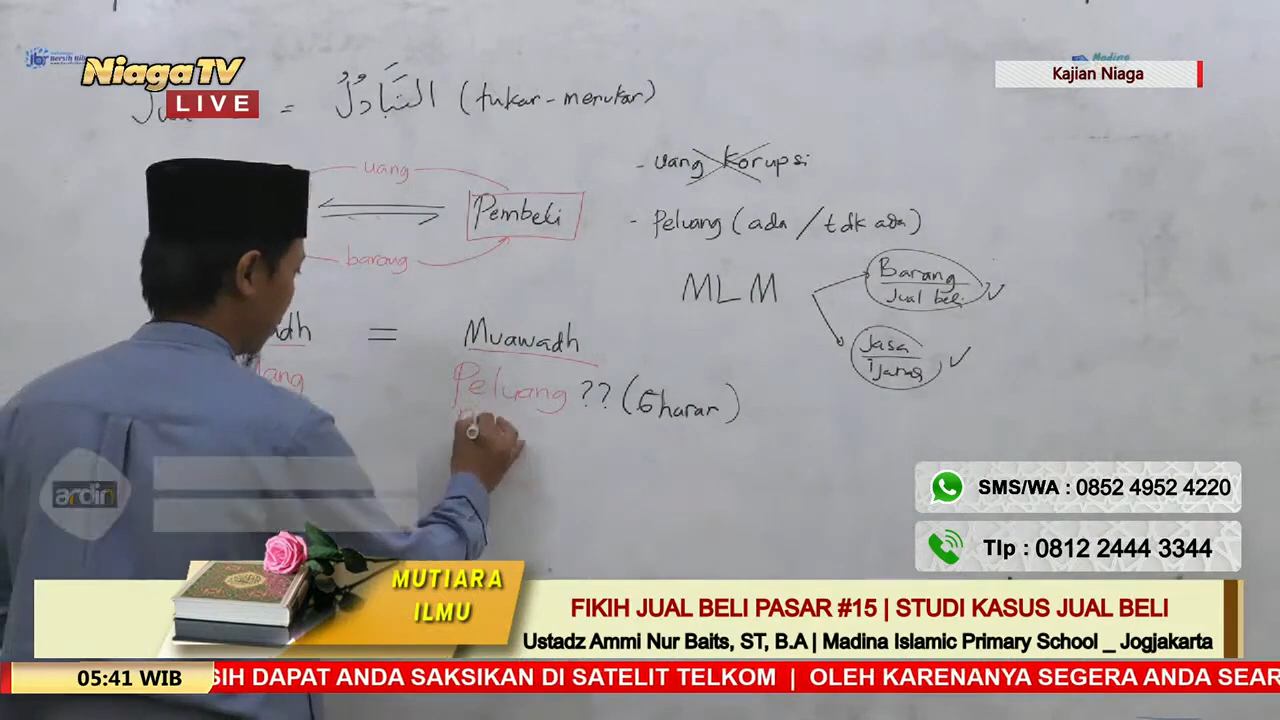 NiagaTV
LIVE
Kajian Niaga
= التَّبَادُلُ (tukar-menukar)
uang
Pembeli
barang
- uang korupsi
- Peluang (ada / tdk ada)
MLM
Barang
Jual beli
Jasa
Ijarah
= Muawadh
Peluang ?? (Gharar)
ardin
SMS/WA : 0852 4952 4220
Tlp : 0812 2444 3344
MUTIARA
ILMU
FIKIH JUAL BELI PASAR #15 | STUDI KASUS JUAL BELI
Ustadz Ammi Nur Baits, ST, B.A | Madina Islamic Primary School _ Jogjakarta
05:41 WIB
SIH DAPAT ANDA SAKSIKAN DI SATELIT TELKOM | OLEH KARENANYA SEGERA ANDA SEAR